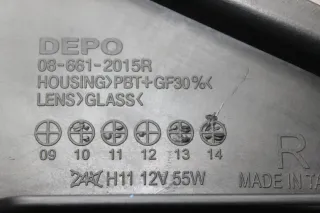 DEPO
08-661-2015R
HOUSING>PBT+GF30%<
LENS>GLASS<
09 10 11 12 13 14
H11 12V 55W
R
MADE IN TA